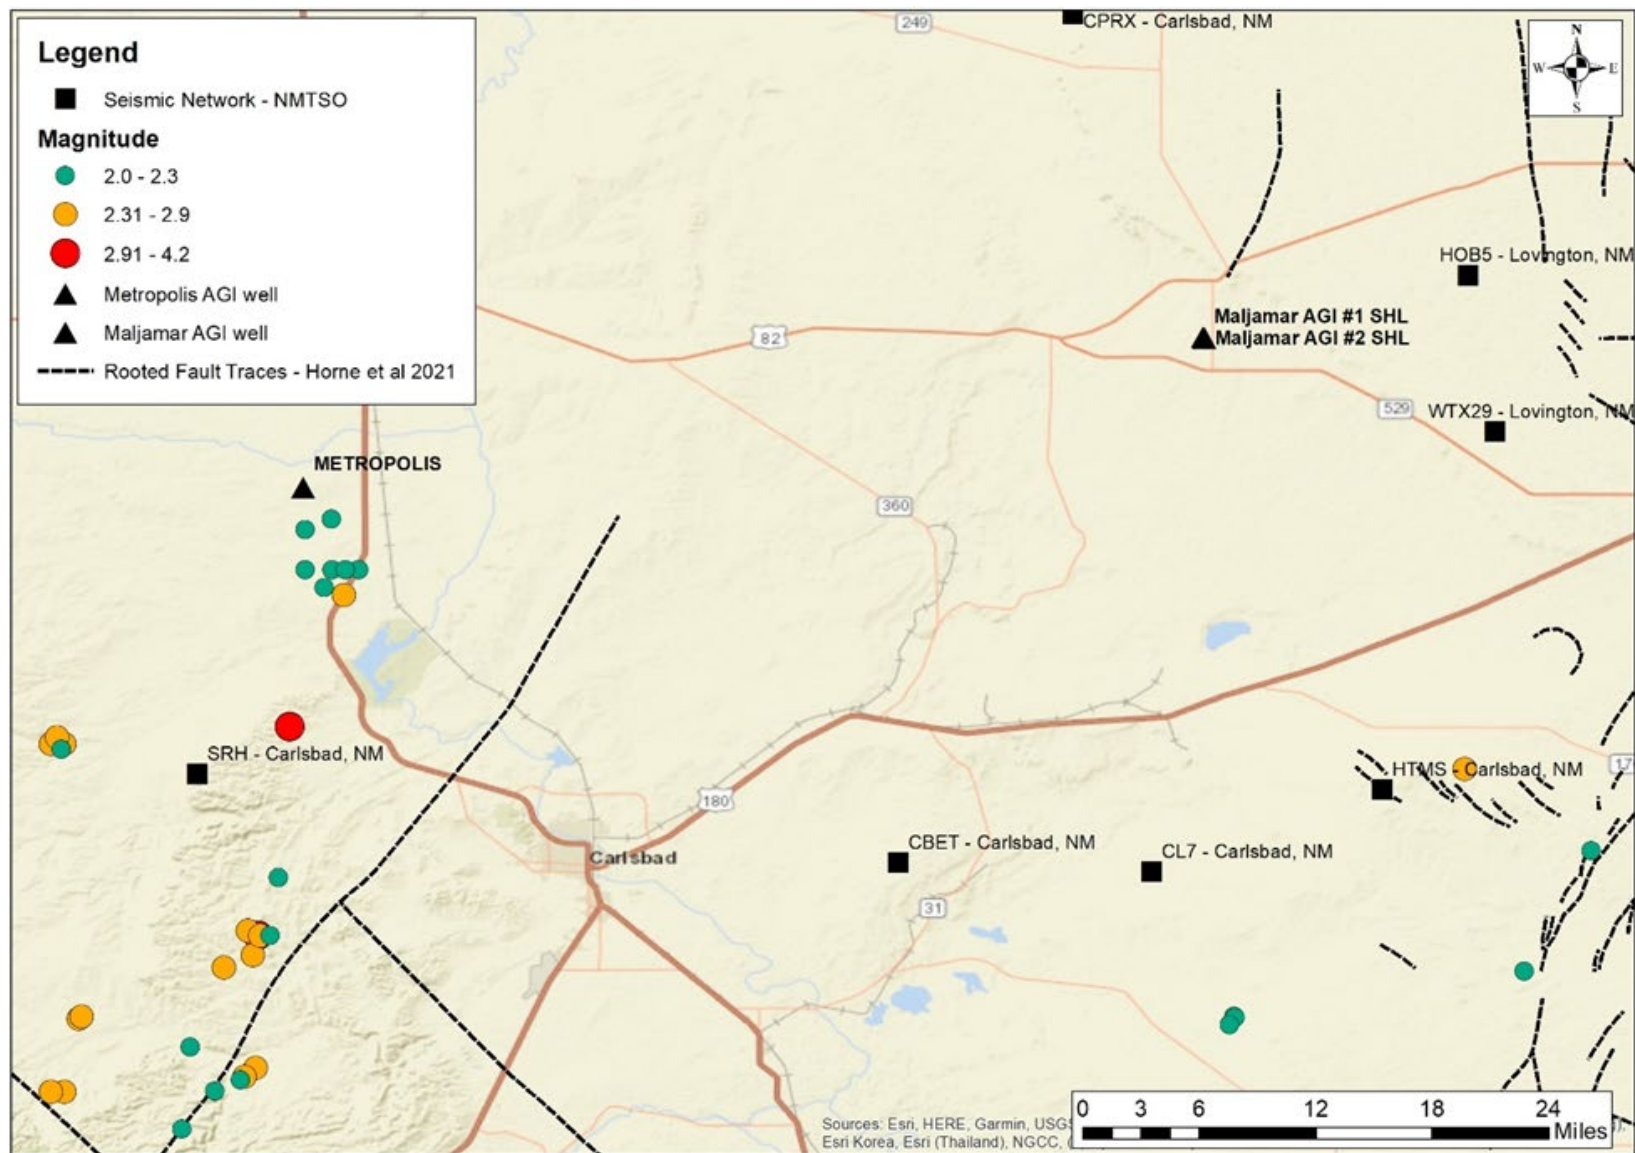 Legend
Seismic Network - NMTSO
Magnitude
2.0 - 2.3
2.31 - 2.9
2.91 - 4.2
Metropolis AGI well
Maljamar AGI well
Rooted Fault Traces - Horne et al 2021
249
CPRX - Carlsbad, NM
N
W E
S
HOB5 - Lovington, NM
Maljamar AGI #1 SHL
Maljamar AGI #2 SHL
82
529
WTX29 - Lovington, NM
METROPOLIS
360
SRH - Carlsbad, NM
HTMS - Carlsbad, NM
180
CBET - Carlsbad, NM
CL7 - Carlsbad, NM
Carlsbad
31
0 3 6 12 18 24
Miles
Sources: Esri, HERE, Garmin, USGS
Esri Korea, Esri (Thailand), NGCC,